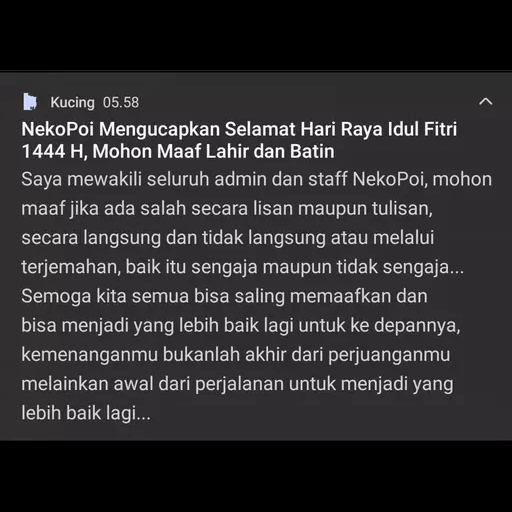 Kucing 05.58
NekoPoi Mengucapkan Selamat Hari Raya Idul Fitri
1444 H, Mohon Maaf Lahir dan Batin
Saya mewakili seluruh admin dan staff NekoPoi, mohon
maaf jika ada salah secara lisan maupun tulisan,
secara langsung dan tidak langsung atau melalui
terjemahan, baik itu sengaja maupun tidak sengaja...
Semoga kita semua bisa saling memaafkan dan
bisa menjadi yang lebih baik lagi untuk ke depannya,
kemenanganmu bukanlah akhir dari perjuanganmu
melainkan awal dari perjalanan untuk menjadi yang
lebih baik lagi...